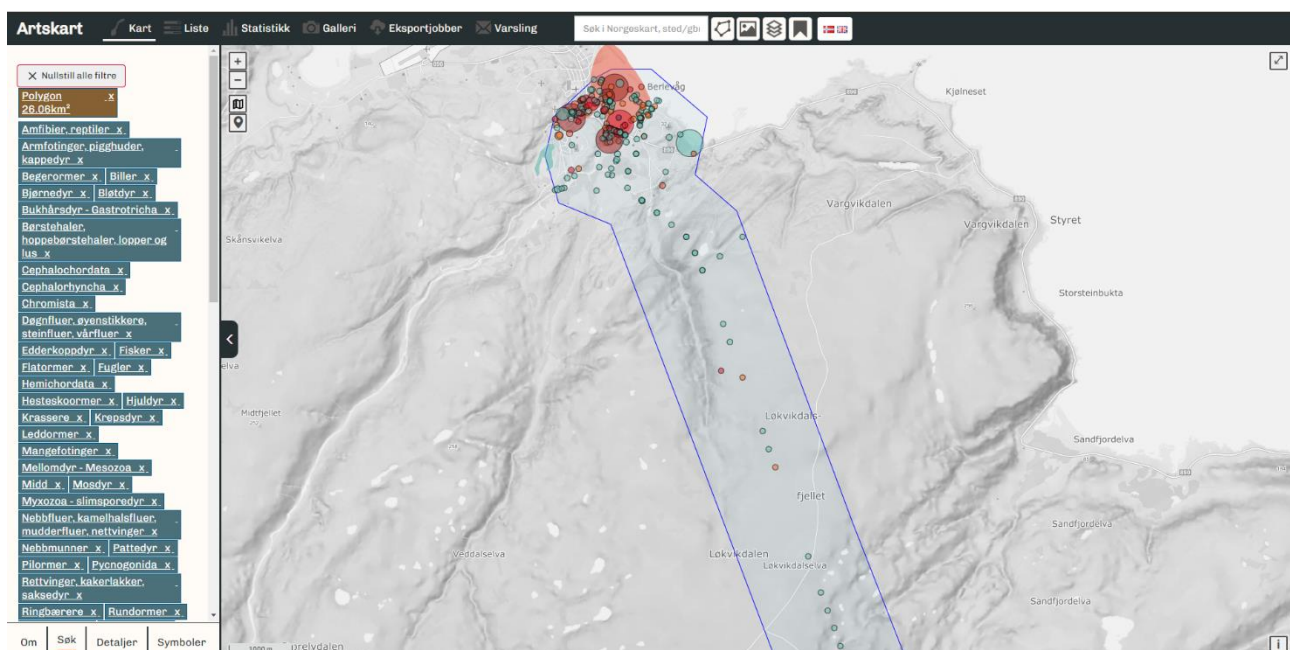 Artskart
Kart
Liste
Statistikk
Galleri
Eksportjobber
Varsling
Søk i Norgeskart, sted/gbr
X Nullstill alle filtre
Polygon x
26.06km²
Amfibier, reptiler x
Armfotinger, pigghuder,
kappedyr x
Begerormer x Biller x
Bjørnedyr x Bløtdyr x
Bukhårsdyr - Gastrotricha x
Børstehaler,
hoppebørstehaler, lopper og
lus x
Cephalochordata x
Cephalorhyncha x
Chromista x
Døgnfluer, øyenstikkere,
steinfluer, vårfluer x
Edderkoppdyr x Fisker x
Flatormer x Fugler x
Hemichordata x
Hesteskoormer x Hjuldyr x
Krassere x Krepsdyr x
Leddormer x
Mangefotinger x
Mellomdyr - Mesozoa x
Midd x Mosdyr x
Myxozoa - slimsporedyr x
Nebbfluer, kamelhalsfluer,
mudderfluer, nettvinger x
Nebbmunner x Pattedyr x
Pilormer x Pycnogonida x
Rettvinger, kakerlakker,
saksedyr x
Ringbærere x Rundormer x
Om
Søk
Detaljer
Symboler
+
−
Berlevåg
Kjølneset
Vargvikdalen
Vargvikdalen
Styret
Skånsvikelva
Storsteinbukta
elva
Midtfjellet
Løkvikdals-
Sandfjordelva
fjellet
Sandfjordelva
Veddalselva
Løkvikdalen
Løkvikdalselva
Sandfjordelva
1000 m
i